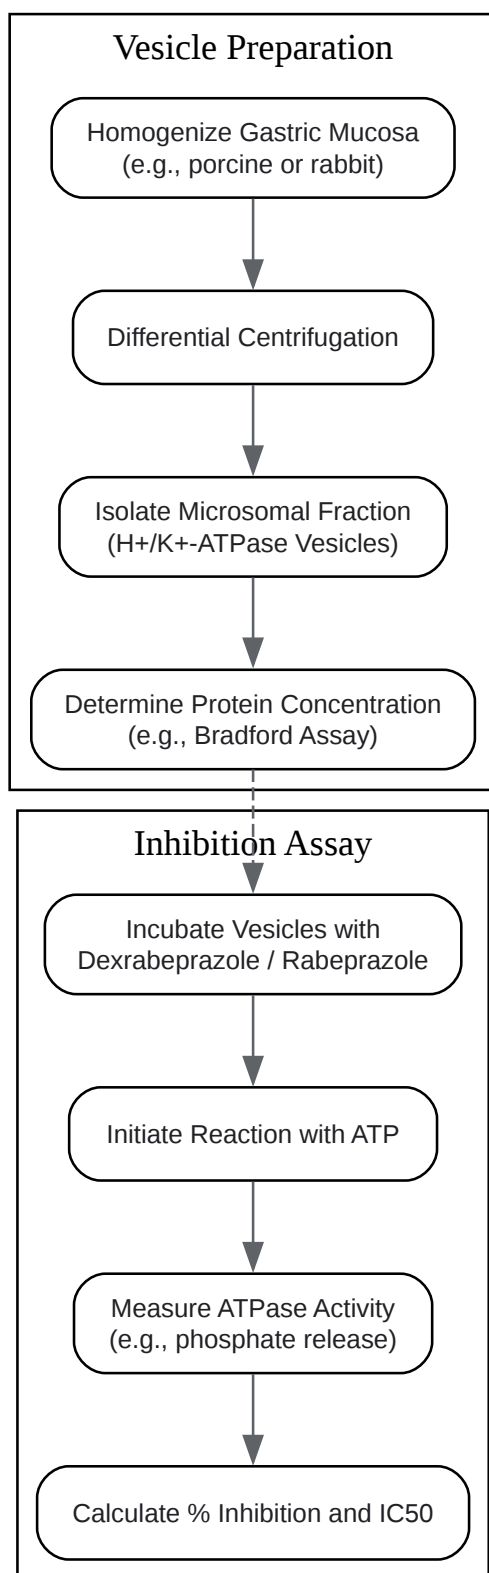 Vesicle Preparation
Homogenize Gastric Mucosa
(e.g., porcine or rabbit)
Differential Centrifugation
Isolate Microsomal Fraction
(H+/K+-ATPase Vesicles)
Determine Protein Concentration
(e.g., Bradford Assay)
Inhibition Assay
Incubate Vesicles with
Dexrabeprazole / Rabeprazole
Initiate Reaction with ATP
Measure ATPase Activity
(e.g., phosphate release)
Calculate % Inhibition and IC50